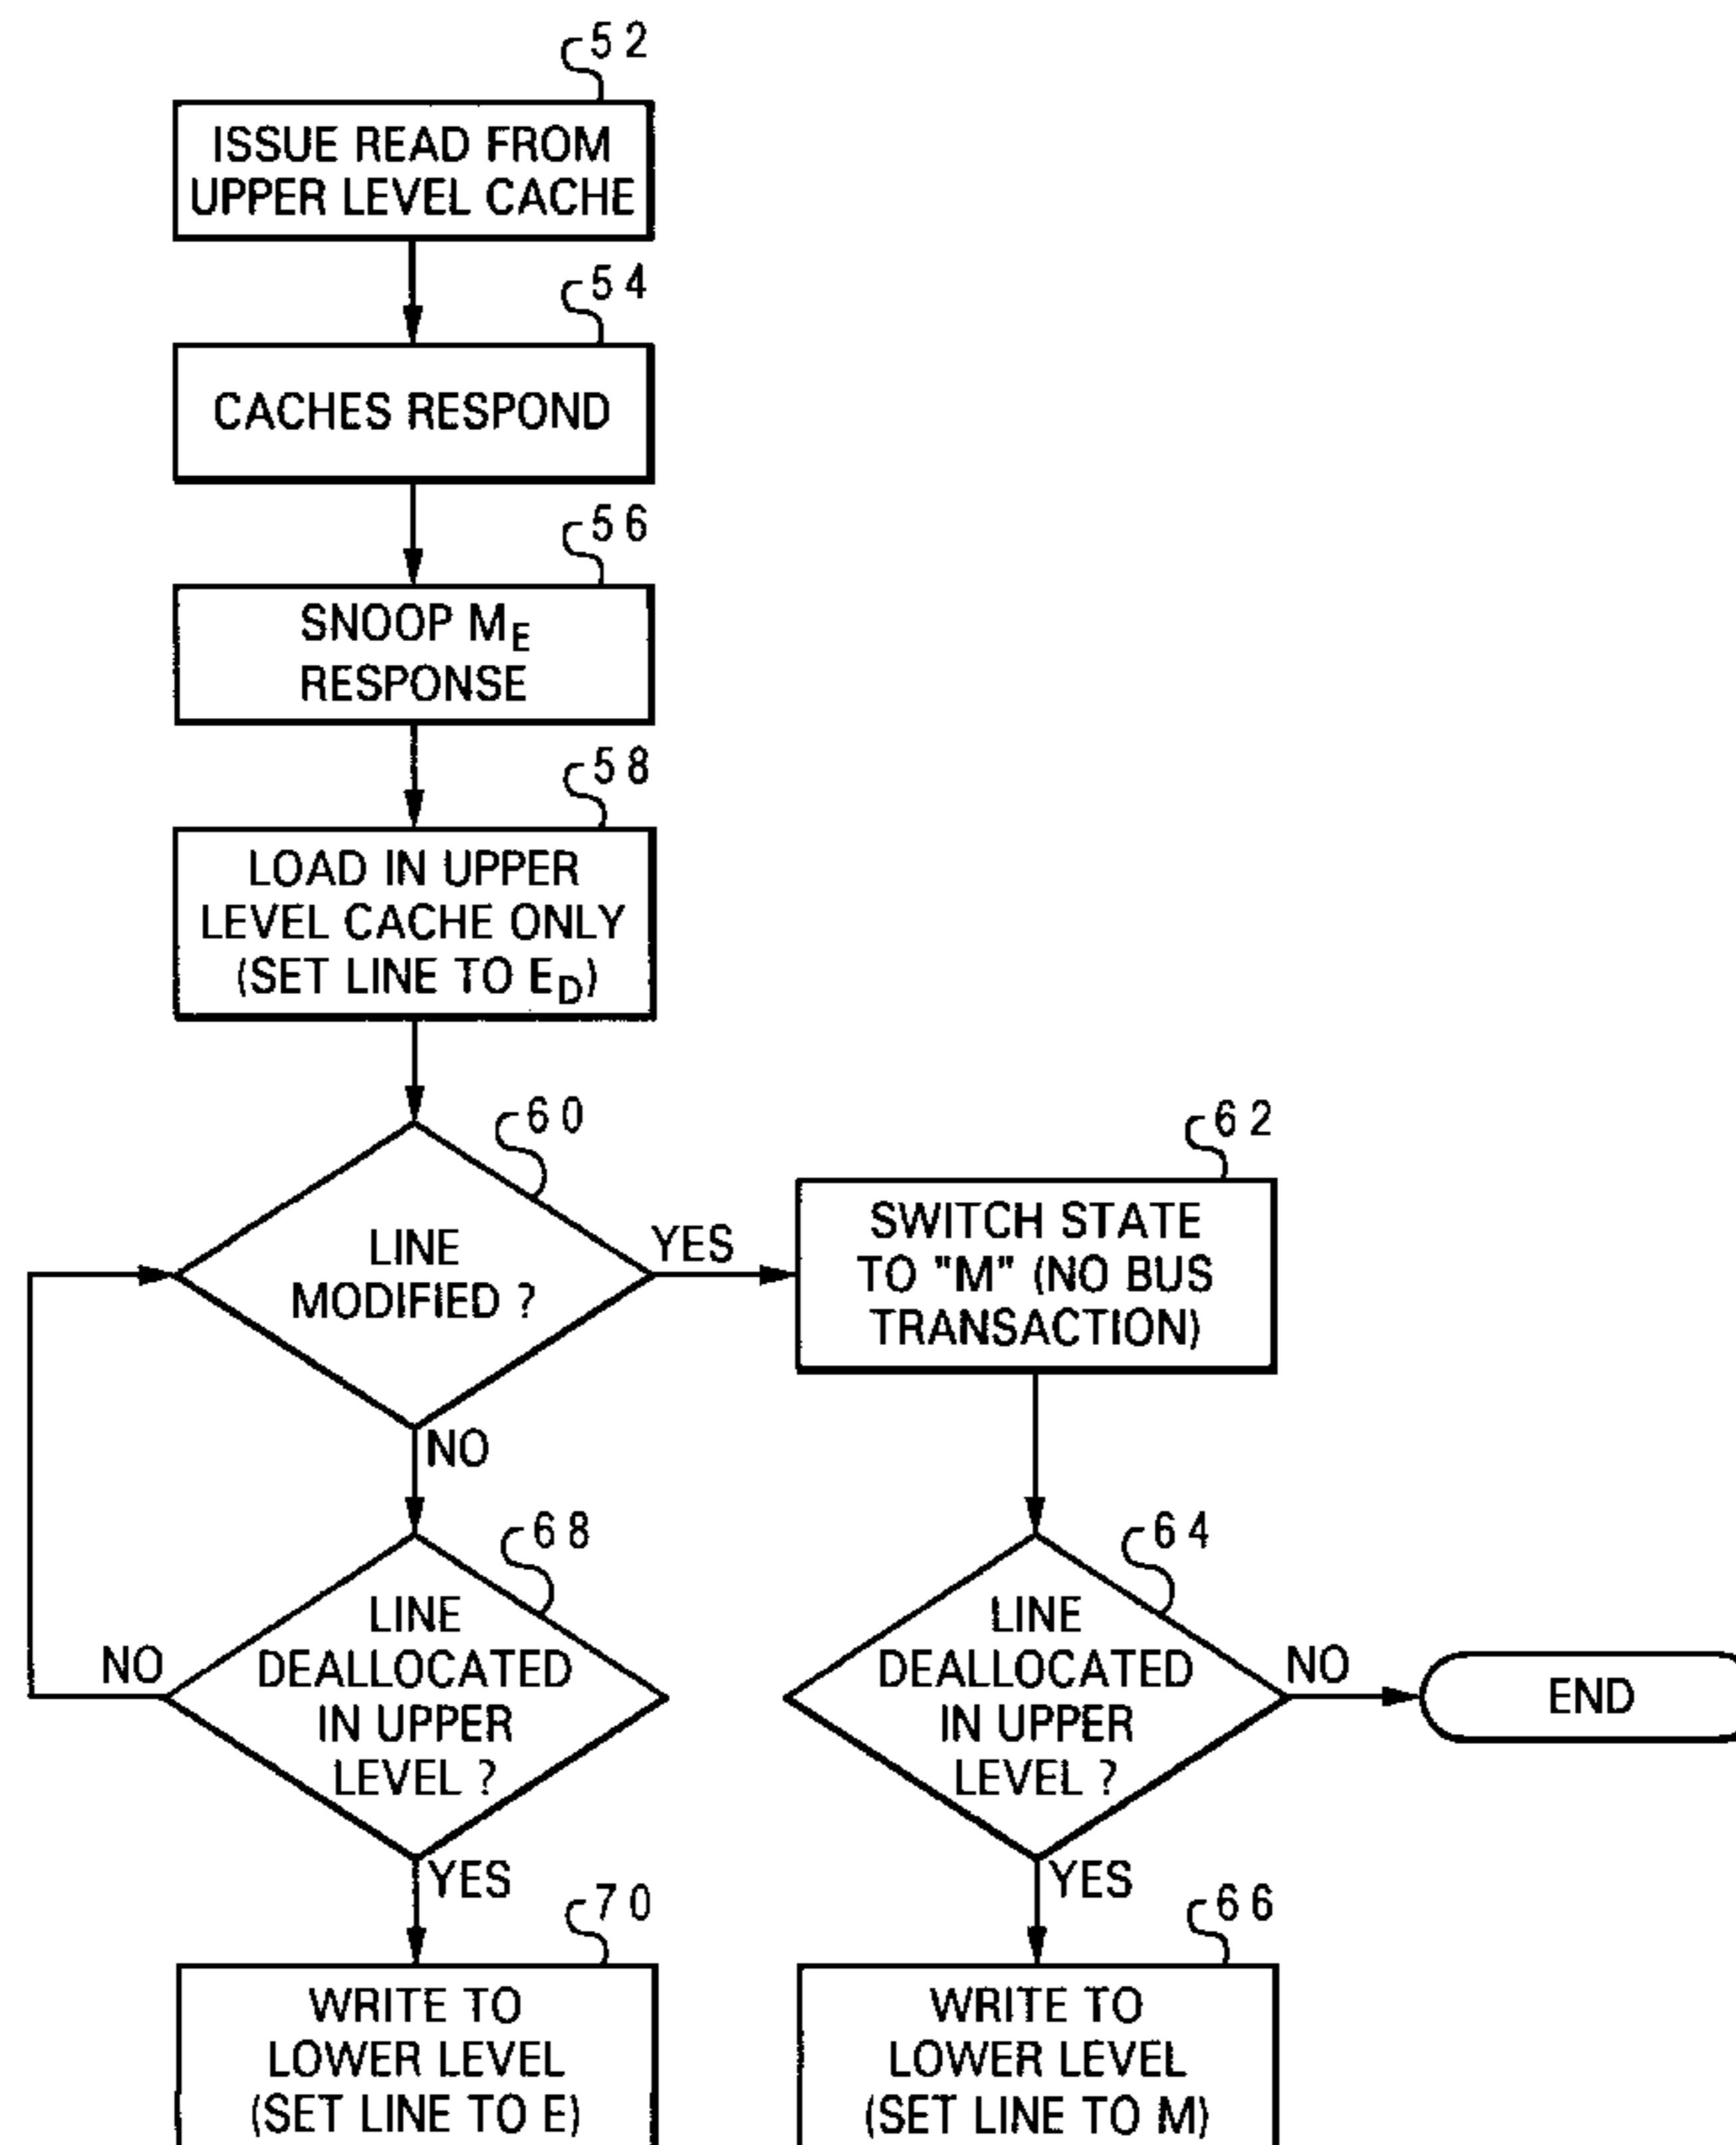 52
ISSUE READ FROM
UPPER LEVEL CACHE
54
CACHES RESPOND
56
SNOOP M_E
RESPONSE
58
LOAD IN UPPER
LEVEL CACHE ONLY
(SET LINE TO E_D)
60
LINE
MODIFIED ?
YES
NO
62
SWITCH STATE
TO "M" (NO BUS
TRANSACTION)
68
LINE
DEALLOCATED
IN UPPER
LEVEL ?
NO
YES
64
LINE
DEALLOCATED
IN UPPER
LEVEL ?
NO
YES
END
70
WRITE TO
LOWER LEVEL
(SET LINE TO E)
66
WRITE TO
LOWER LEVEL
(SET LINE TO M)